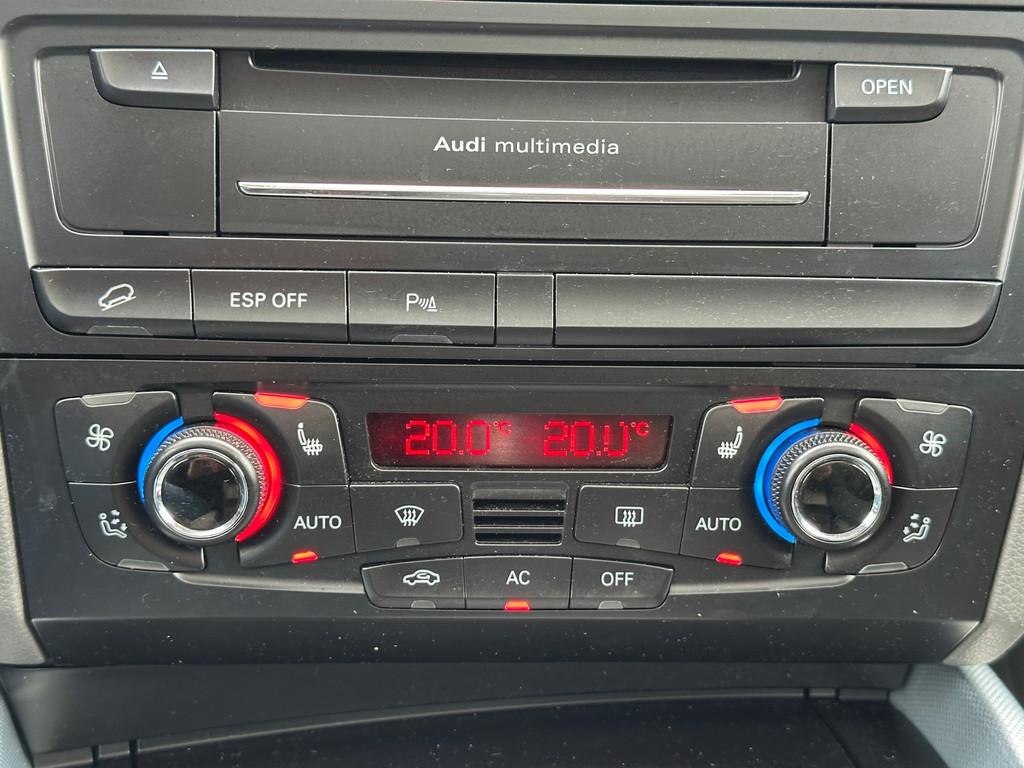 OPEN
Audi multimedia
ESP OFF
P
20.0°C 20.0°C
AUTO
AUTO
AC
OFF